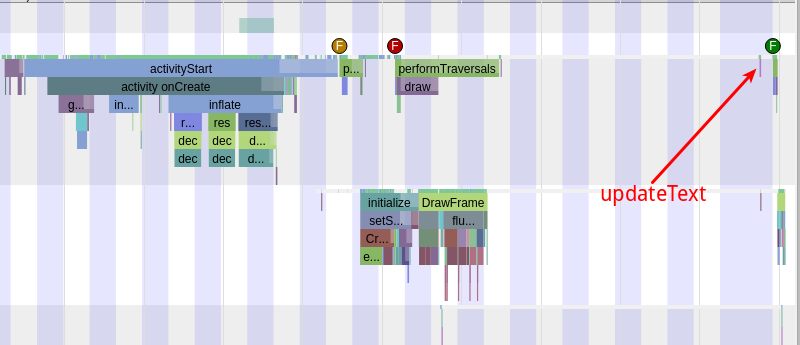 F F F
activityStart p... performTraversals
activity onCreate draw
g... in... inflate
r... res res...
dec dec d...
dec dec d...
updateText
initialize DrawFrame
setS... flu...
Cr...
e...